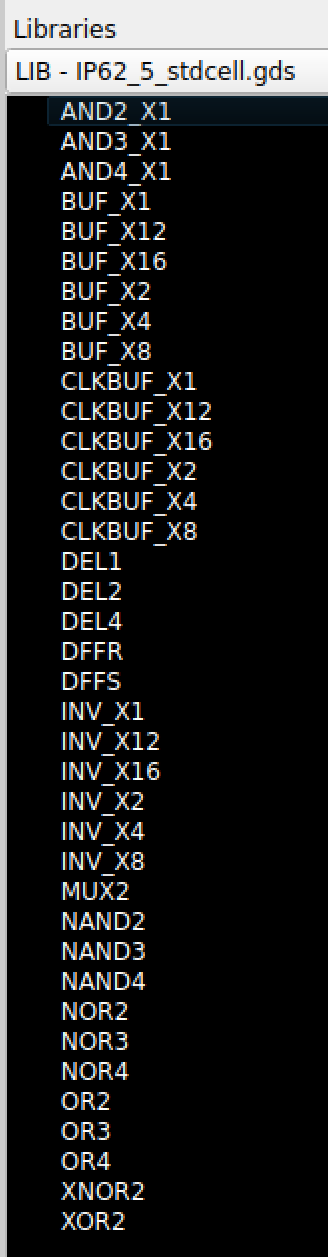 Libraries
LIB - IP62_5_stdcell.gds
AND2_X1
AND3_X1
AND4_X1
BUF_X1
BUF_X12
BUF_X16
BUF_X2
BUF_X4
BUF_X8
CLKBUF_X1
CLKBUF_X12
CLKBUF_X16
CLKBUF_X2
CLKBUF_X4
CLKBUF_X8
DEL1
DEL2
DEL4
DFFR
DFFS
INV_X1
INV_X12
INV_X16
INV_X2
INV_X4
INV_X8
MUX2
NAND2
NAND3
NAND4
NOR2
NOR3
NOR4
OR2
OR3
OR4
XNOR2
XOR2